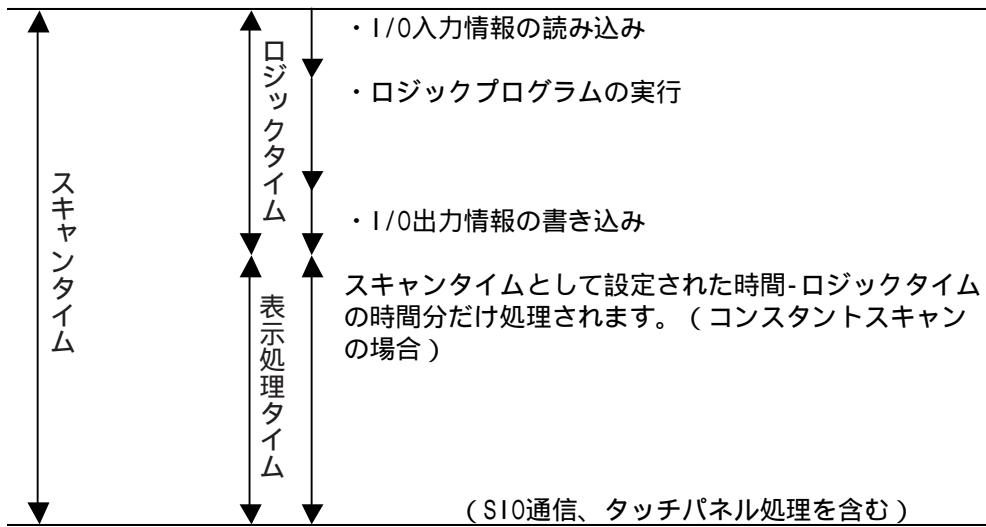 スキャンタイム
ロジックタイム
・I/O入力情報の読み込み
・ロジックプログラムの実行
・I/O出力情報の書き込み
表示処理タイム
スキャンタイムとして設定された時間-ロジックタイム
の時間分だけ処理されます。（コンスタントスキャン
の場合）
（SIO通信、タッチパネル処理を含む）